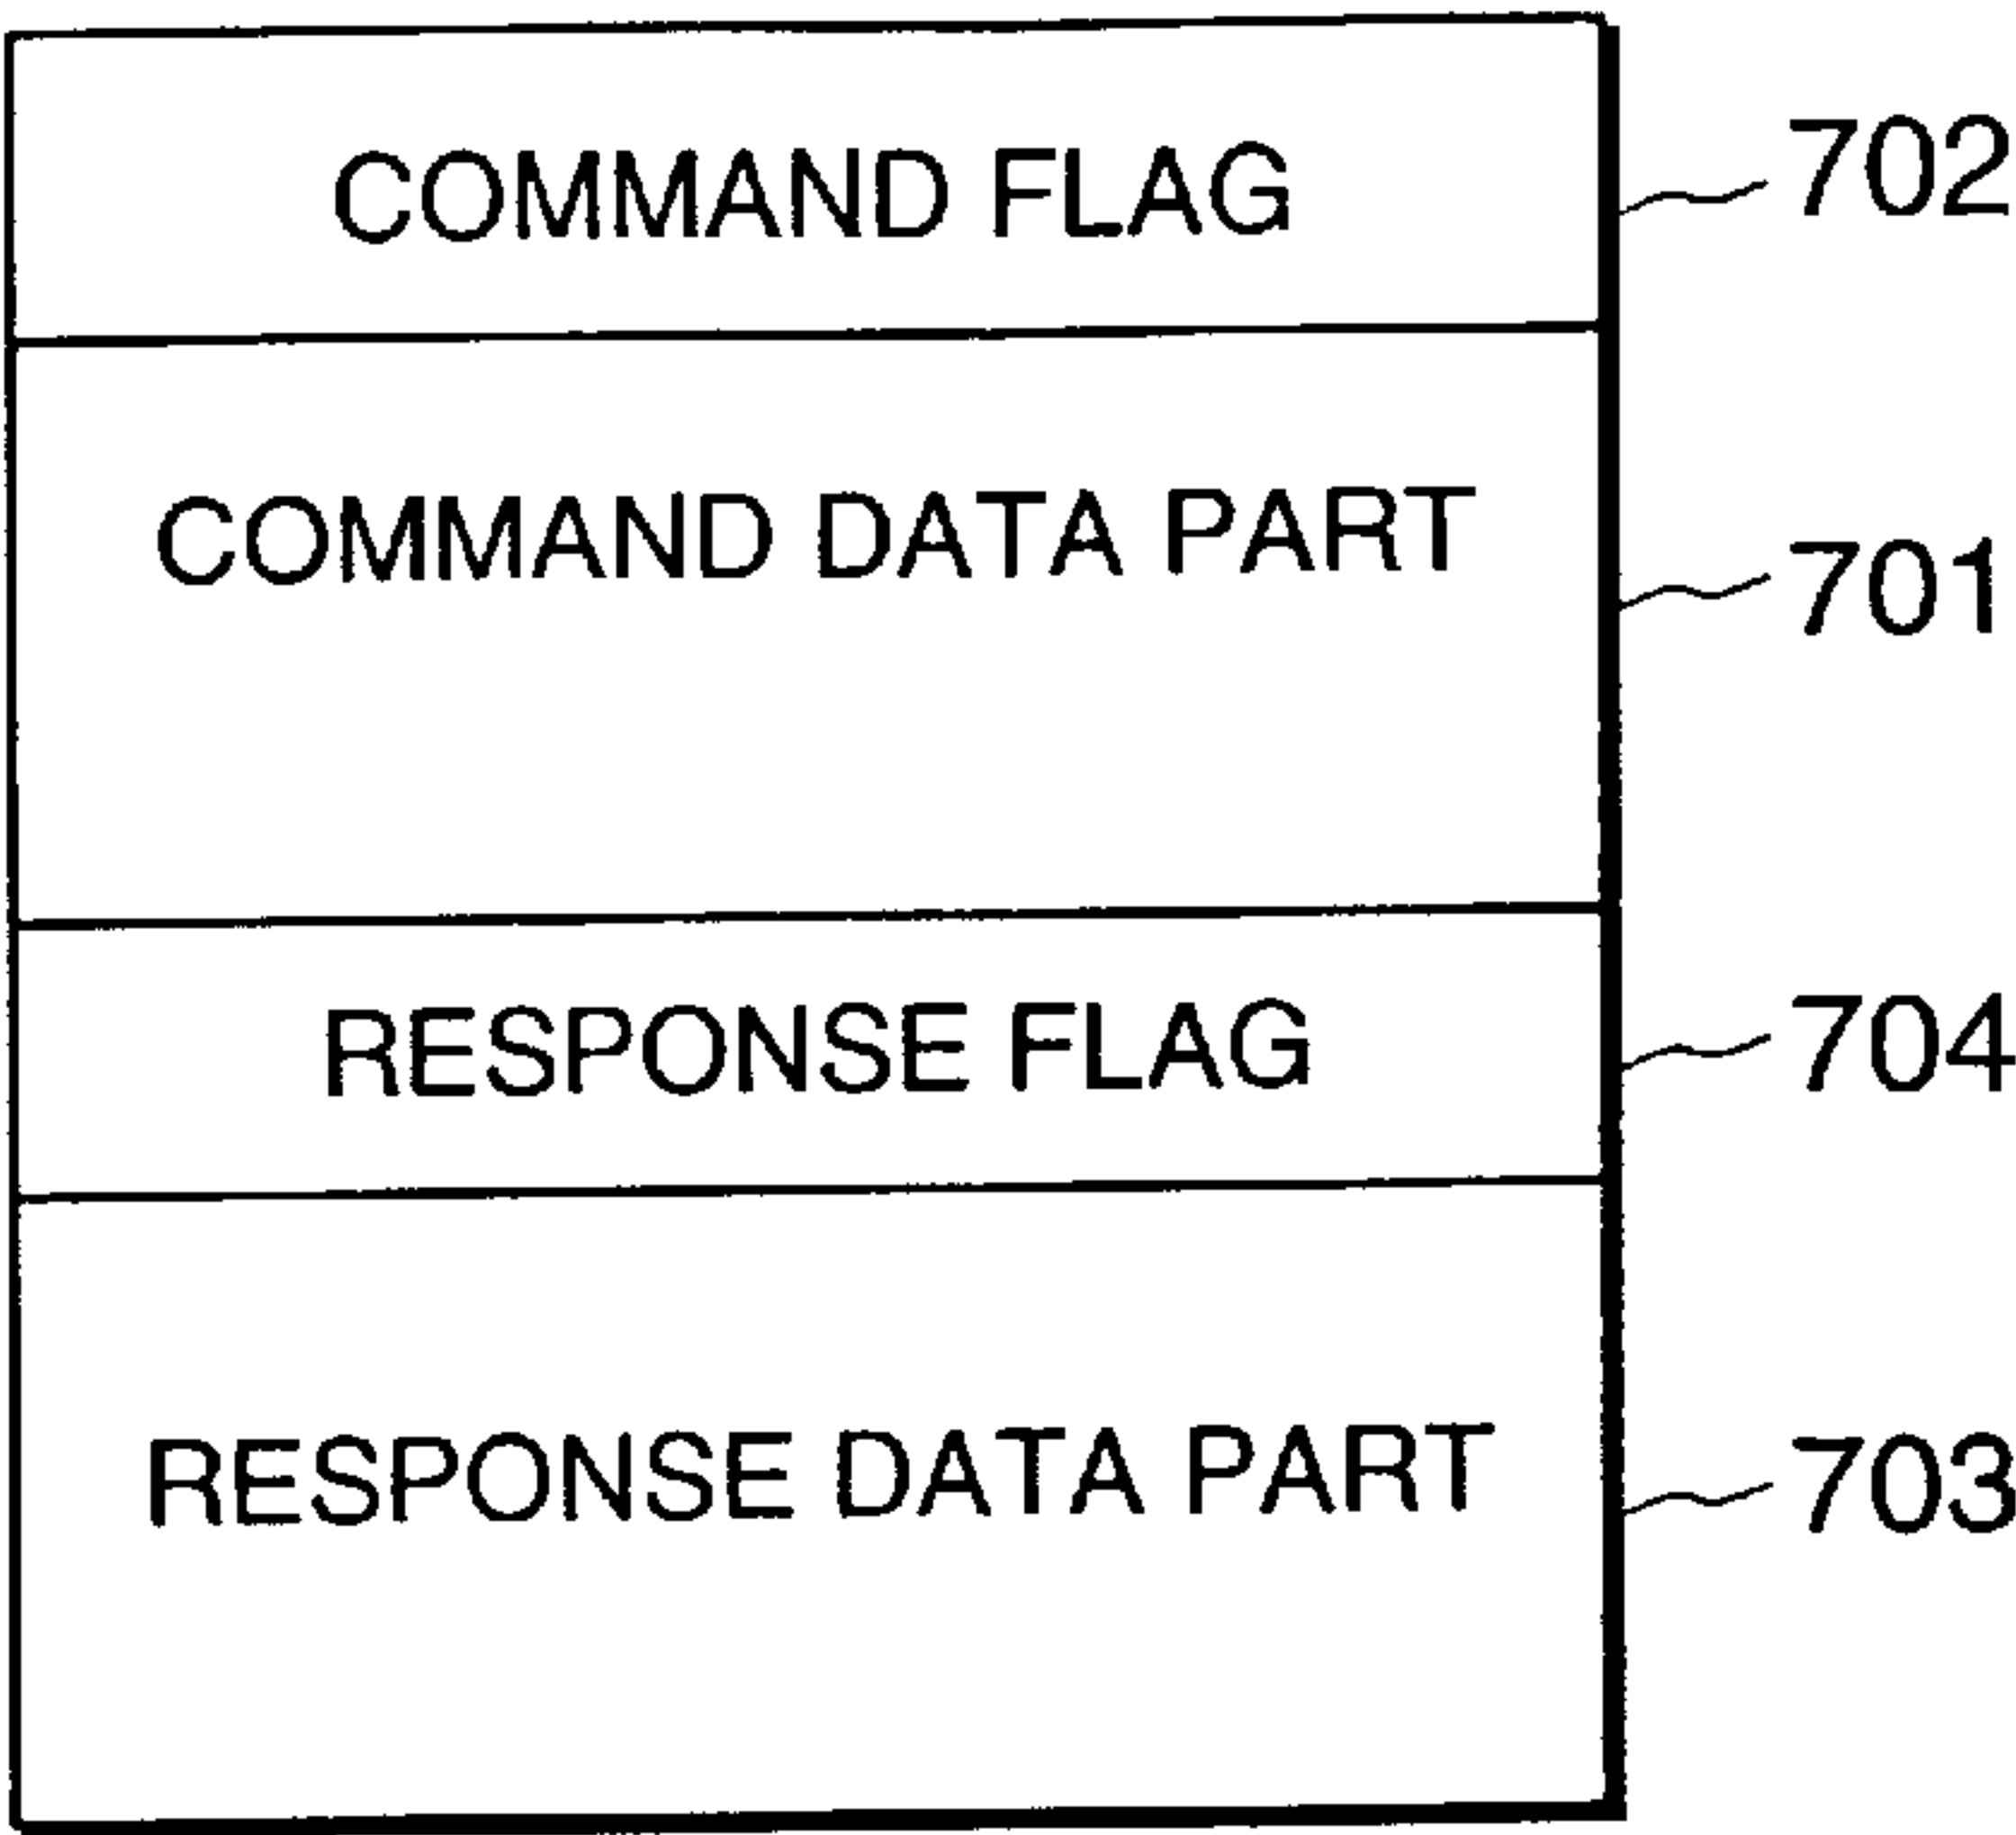 COMMAND FLAG 702
COMMAND DATA PART 701
RESPONSE FLAG 704
RESPONSE DATA PART 703